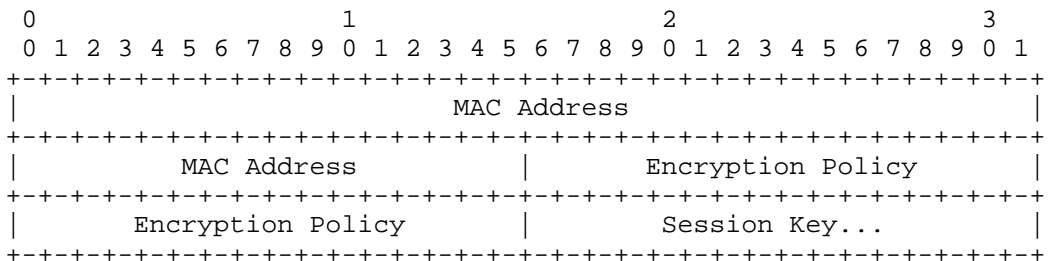 0                   1                   2                   3
 0 1 2 3 4 5 6 7 8 9 0 1 2 3 4 5 6 7 8 9 0 1 2 3 4 5 6 7 8 9 0 1
+-+-+-+-+-+-+-+-+-+-+-+-+-+-+-+-+-+-+-+-+-+-+-+-+-+-+-+-+-+-+-+-+
|                          MAC Address                          |
+-+-+-+-+-+-+-+-+-+-+-+-+-+-+-+-+-+-+-+-+-+-+-+-+-+-+-+-+-+-+-+-+
|          MAC Address          |       Encryption Policy       |
+-+-+-+-+-+-+-+-+-+-+-+-+-+-+-+-+-+-+-+-+-+-+-+-+-+-+-+-+-+-+-+-+
|       Encryption Policy       |        Session Key...         |
+-+-+-+-+-+-+-+-+-+-+-+-+-+-+-+-+-+-+-+-+-+-+-+-+-+-+-+-+-+-+-+-+